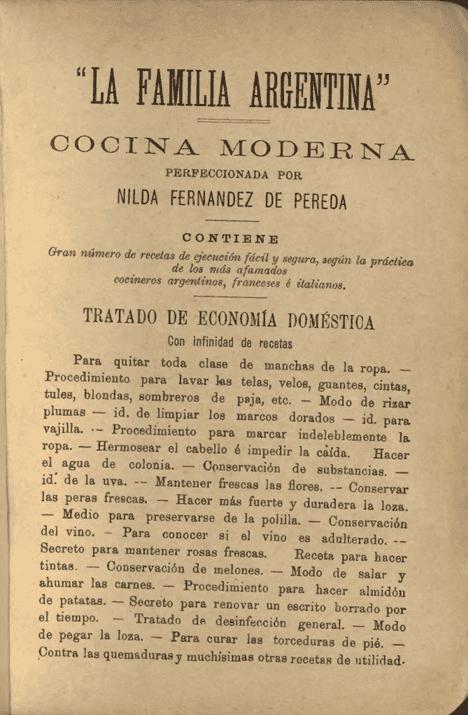 "LA FAMILIA ARGENTINA"
COCINA MODERNA
PERFECCIONADA POR
NILDA FERNANDEZ DE PEREDA
CONTIENE
Gran número de recetas de ejecución fácil y segura, según la práctica
de los más afamados
cocineros argentinos, franceses é italianos.
TRATADO DE ECONOMÍA DOMÉSTICA
Con infinidad de recetas
Para quitar toda clase de manchas de la ropa. —
Procedimiento para lavar las telas, velos, guantes, cintas,
tules, blondas, sombreros de paja, etc. — Modo de rizar
plumas — id. de limpiar los marcos dorados — id. para
vajilla. -- Procedimiento para marcar indeleblemente la
ropa. — Hermosear el cabello é impedir la caída. Hacer
el agua de colonia. — Conservación de substancias. —
id. de la uva. -- Mantener frescas las flores. -- Conservar
las peras frescas. — Hacer más fuerte y duradera la loza.
— Medio para preservarse de la polilla. — Conservación
del vino. - Para conocer si el vino es adulterado. --
Secreto para mantener rosas frescas. Receta para hacer
tintas. — Conservación de melones. — Modo de salar y
ahumar las carnes. — Procedimiento para hacer almidón
de patatas. — Secreto para renovar un escrito borrado por
el tiempo. — Tratado de desinfección general. — Modo
de pegar la loza. — Para curar las torceduras de pié. —
Contra las quemaduras y muchísimas otras recetas de utilidad.